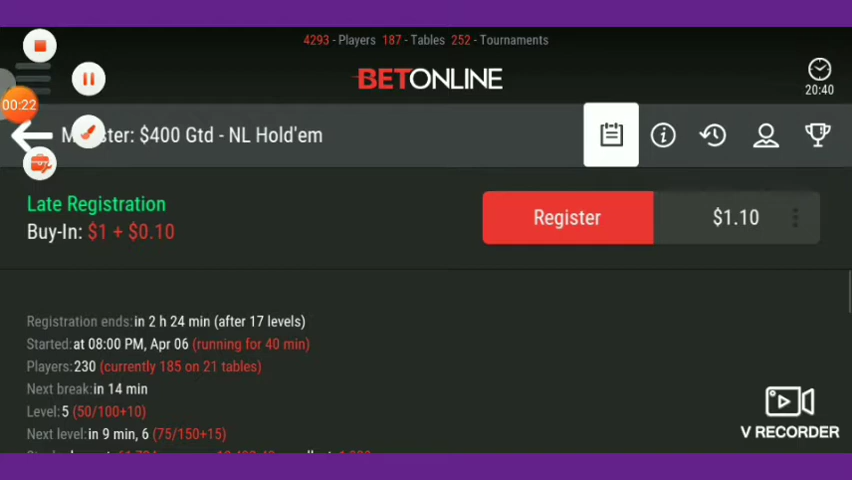 4293 - Players 187 - Tables 252 - Tournaments
BETONLINE
20:40
00:22
ster: $400 Gtd - NL Hold'em
Late Registration
Buy-In: $1 + $0.10
Register
$1.10
Registration ends: in 2 h 24 min (after 17 levels)
Started: at 08:00 PM, Apr 06 (running for 40 min)
Players: 230 (currently 185 on 21 tables)
Next break: in 14 min
Level: 5 (50/100+10)
Next level: in 9 min, 6 (75/150+15)
V RECORDER